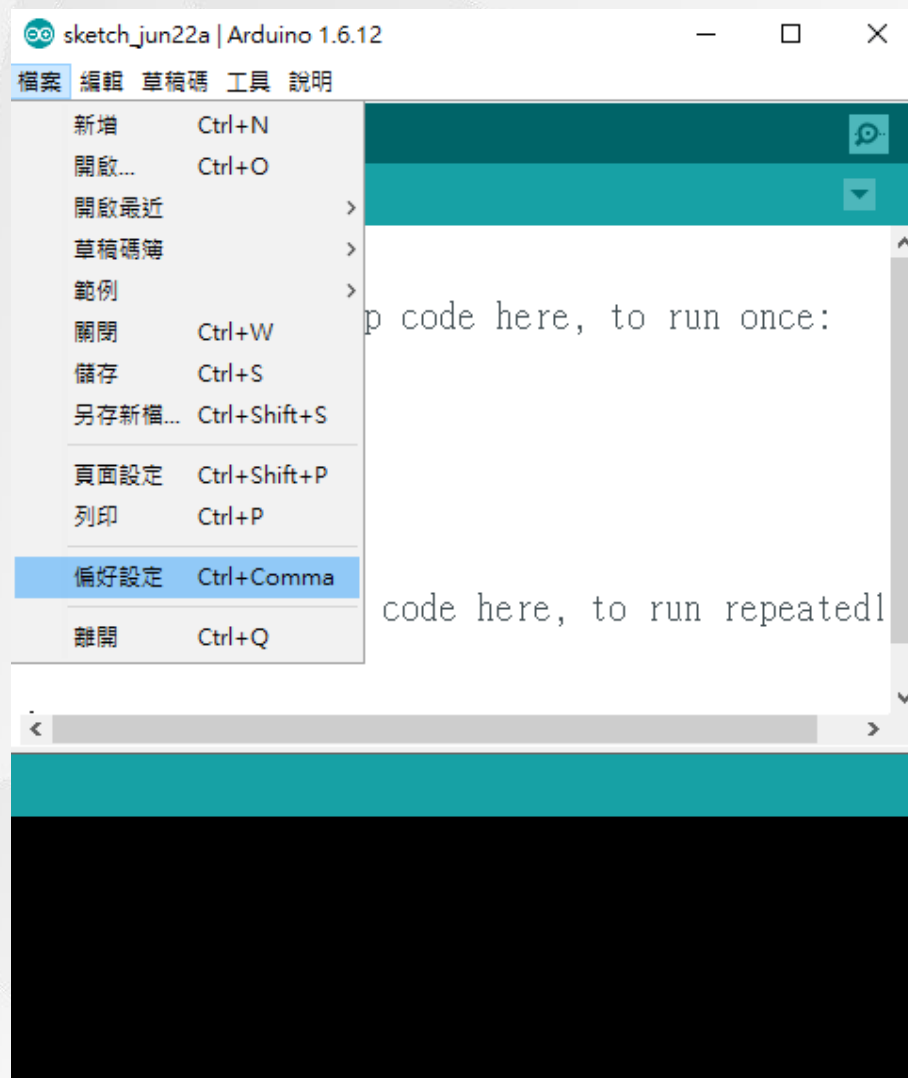 sketch_jun22a | Arduino 1.6.12
檔案 編輯 草稿碼 工具 說明
新增 Ctrl+N
開啟... Ctrl+O
開啟最近
草稿碼簿
範例
關閉 Ctrl+W
p code here, to run once:
儲存 Ctrl+S
另存新檔... Ctrl+Shift+S
頁面設定 Ctrl+Shift+P
列印 Ctrl+P
偏好設定 Ctrl+Comma
code here, to run repeatedl
離開 Ctrl+Q